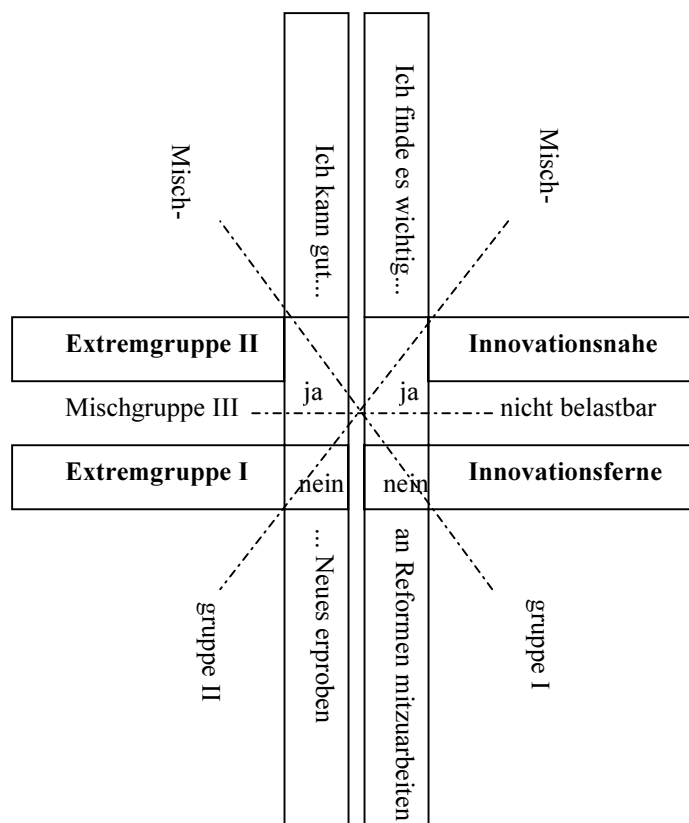 Ich kann gut...
Ich finde es wichtig...
Misch-
Misch-
Extremgruppe II
Innovationsnahe
ja
ja
Mischgruppe III
nicht belastbar
Extremgruppe I
nein
nein
Innovationsferne
... Neues erproben
an Reformen mitzuarbeiten
gruppe II
gruppe I